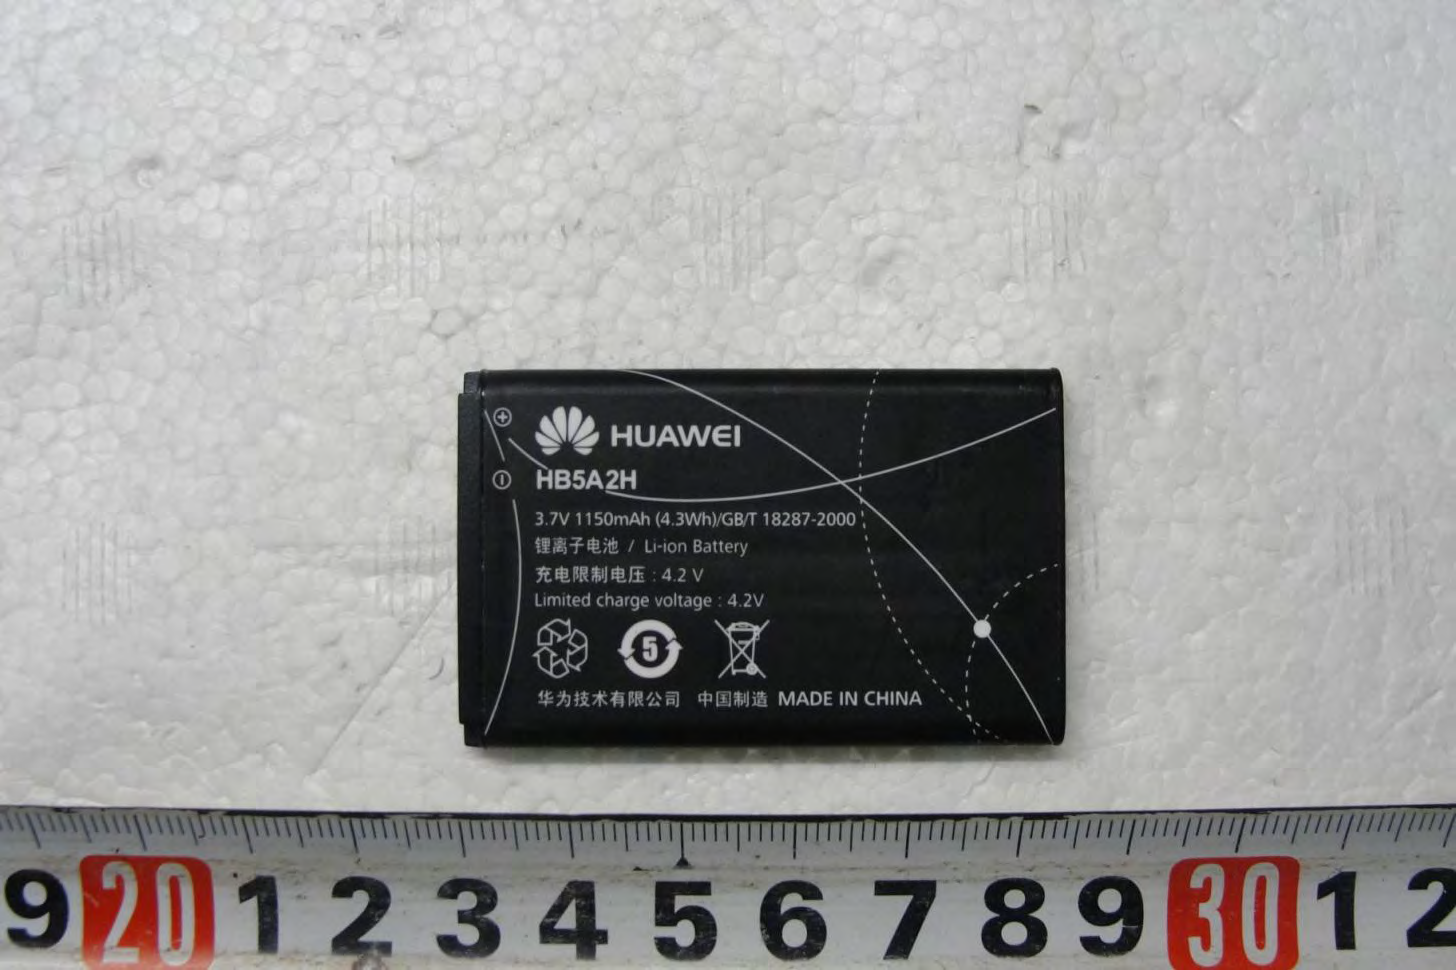 HUAWEI
HB5A2H
3.7V 1150mAh (4.3Wh)/GB/T 18287-2000
锂离子电池 / Li-ion Battery
充电限制电压 : 4.2 V
Limited charge voltage : 4.2V
5
华为技术有限公司 中国制造 MADE IN CHINA
9 20 1 2 3 4 5 6 7 8 9 30 1 2